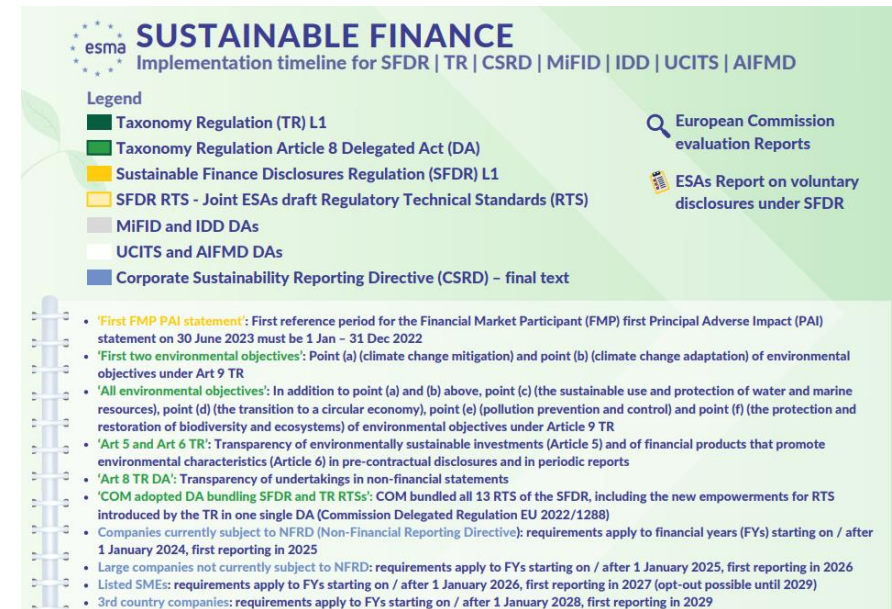 esma
SUSTAINABLE FINANCE
Implementation timeline for SFDR | TR | CSRD | MiFID | IDD | UCITS | AIFMD
Legend
Taxonomy Regulation (TR) L1
Taxonomy Regulation Article 8 Delegated Act (DA)
Sustainable Finance Disclosures Regulation (SFDR) L1
SFDR RTS - Joint ESAs draft Regulatory Technical Standards (RTS)
MiFID and IDD DAs
UCITS and AIFMD DAs
Corporate Sustainability Reporting Directive (CSRD) – final text
European Commission
evaluation Reports
ESAs Report on voluntary
disclosures under SFDR
• ‘First FMP PAI statement’: First reference period for the Financial Market Participant (FMP) first Principal Adverse Impact (PAI)
statement on 30 June 2023 must be 1 Jan – 31 Dec 2022
• ‘First two environmental objectives’: Point (a) (climate change mitigation) and point (b) (climate change adaptation) of environmental
objectives under Art 9 TR
• ‘All environmental objectives’: In addition to point (a) and (b) above, point (c) (the sustainable use and protection of water and marine
resources), point (d) (the transition to a circular economy), point (e) (pollution prevention and control) and point (f) (the protection and
restoration of biodiversity and ecosystems) of environmental objectives under Article 9 TR
• ‘Art 5 and Art 6 TR’: Transparency of environmentally sustainable investments (Article 5) and of financial products that promote
environmental characteristics (Article 6) in pre-contractual disclosures and in periodic reports
• ‘Art 8 TR DA’: Transparency of undertakings in non-financial statements
• ‘COM adopted DA bundling SFDR and TR RTSs’: COM bundled all 13 RTS of the SFDR, including the new empowerments for RTS
introduced by the TR in one single DA (Commission Delegated Regulation EU 2022/1288)
• Companies currently subject to NFRD (Non-Financial Reporting Directive): requirements apply to financial years (FYs) starting on / after
1 January 2024, first reporting in 2025
• Large companies not currently subject to NFRD: requirements apply to FYs starting on / after 1 January 2025, first reporting in 2026
• Listed SMEs: requirements apply to FYs starting on / after 1 January 2026, first reporting in 2027 (opt-out possible until 2029)
• 3rd country companies: requirements apply to FYs starting on / after 1 January 2028, first reporting in 2029